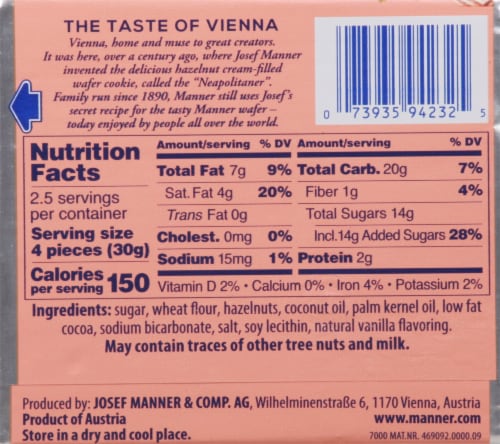 THE TASTE OF VIENNA
Vienna, home and muse to great creators.
It was here, over a century ago, where Josef Manner
invented the delicious hazelnut cream-filled
wafer cookie, called the "Neapolitaner".
Family run since 1890, Manner still uses Josef's
secret recipe for the tasty Manner wafer –
today enjoyed by people all over the world.
0 73935 94232 5
Nutrition
Facts
2.5 servings
per container
Serving size
4 pieces (30g)
Calories
per serving 150
Amount/serving % DV
Total Fat 7g 9%
Sat. Fat 4g 20%
Trans Fat 0g
Cholest. 0mg 0%
Sodium 15mg 1%
Amount/serving % DV
Total Carb. 20g 7%
Fiber 1g 4%
Total Sugars 14g
Incl.14g Added Sugars 28%
Protein 2g
Vitamin D 2% • Calcium 0% • Iron 4% • Potassium 2%
Ingredients: sugar, wheat flour, hazelnuts, coconut oil, palm kernel oil, low fat
cocoa, sodium bicarbonate, salt, soy lecithin, natural vanilla flavoring.
May contain traces of other tree nuts and milk.
Produced by: JOSEF MANNER & COMP. AG, Wilhelminenstraße 6, 1170 Vienna, Austria
Product of Austria www.manner.com
Store in a dry and cool place. 7000 MAT.NR. 469092.0000.09